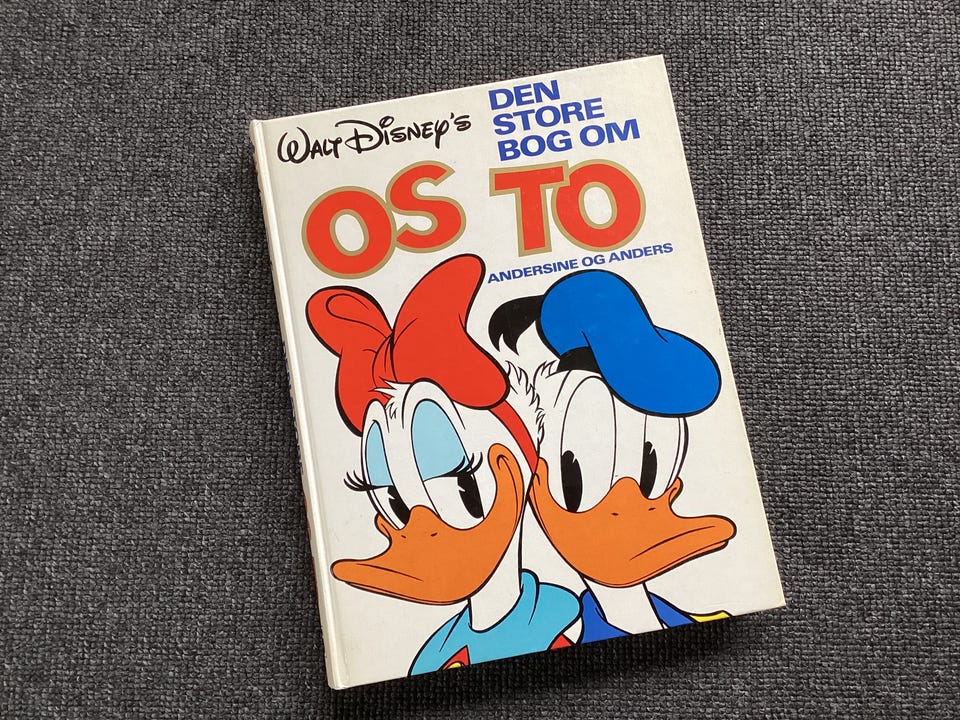 WALT DISNEY'S
DEN
STORE
BOG OM
OS TO
ANDERSINE OG ANDERS